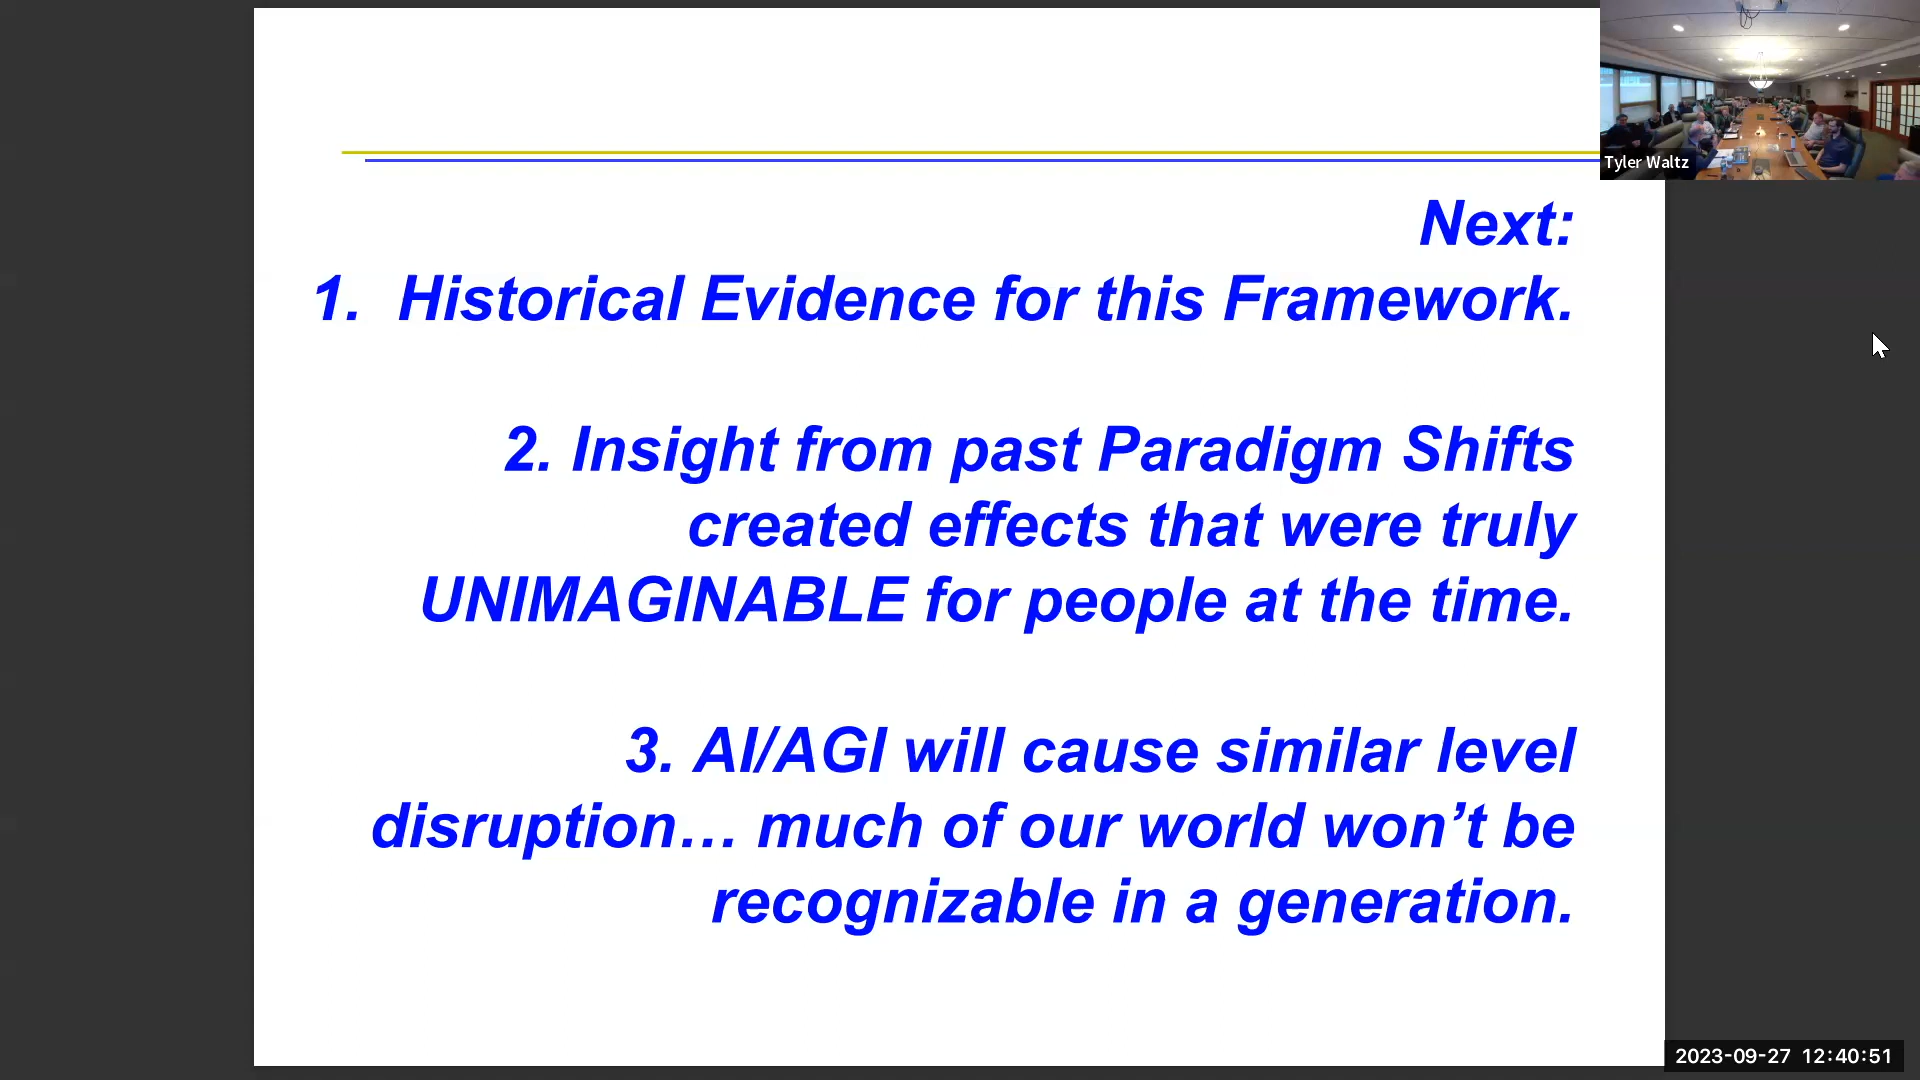 Tyler Waltz
Next:
1. Historical Evidence for this Framework.
2. Insight from past Paradigm Shifts
created effects that were truly
UNIMAGINABLE for people at the time.
3. AI/AGI will cause similar level
disruption… much of our world won’t be
recognizable in a generation.
2023-09-27 12:40:51